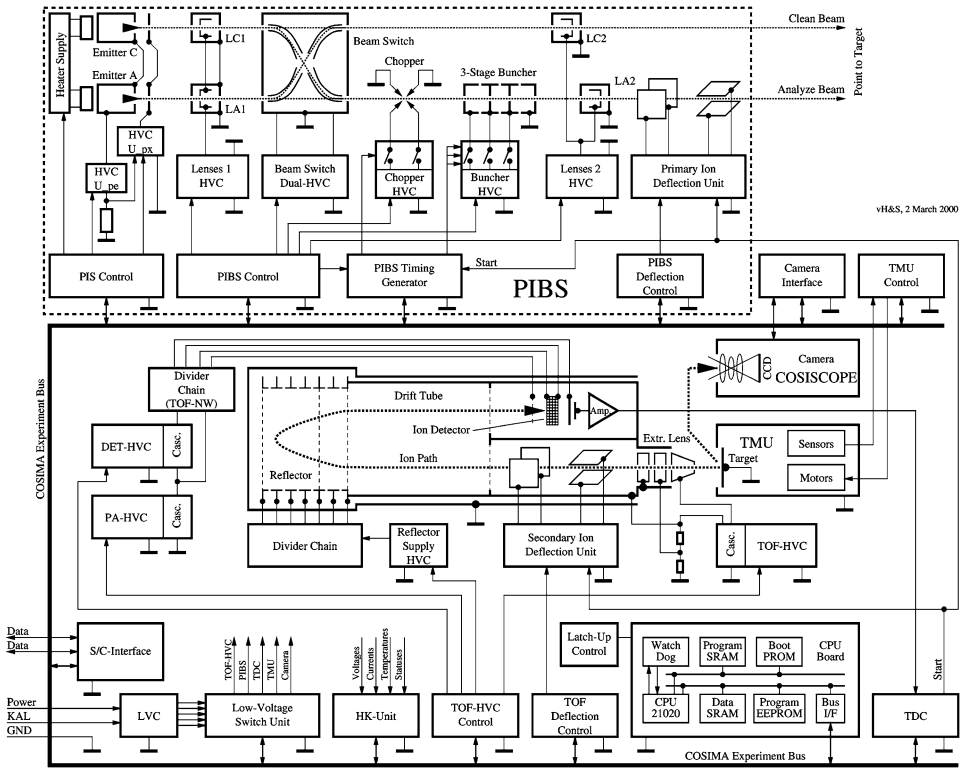 Heater Supply
Emitter C
Emitter A
LC1
LA1
Beam Switch
Chopper
3-Stage Buncher
LC2
LA2
Clean Beam
Analyze Beam
Point to Target
HVC
U_px
HVC
U_pe
Lenses 1
HVC
Beam Switch
Dual-HVC
Chopper
HVC
Buncher
HVC
Lenses 2
HVC
Primary Ion
Deflection Unit
vH&S, 2 March 2000
PIS Control
PIBS Control
PIBS Timing
Generator
Start
PIBS
PIBS
Deflection
Control
Camera
Interface
TMU
Control
COSIMA Experiment Bus
Divider
Chain
(TOF-NW)
DET-HVC
Casc.
PA-HVC
Casc.
Drift Tube
Ion Detector
Amp.
Ion Path
Reflector
Extr. Lens
CCD
Camera
COSISCOPE
TMU
Target
Sensors
Motors
Divider Chain
Reflector
Supply
HVC
Secondary Ion
Deflection Unit
Casc.
TOF-HVC
Data
Data
S/C-Interface
Power
KAL
GND
LVC
TOF-HVC
PIBS
TDC
TMU
Camera
Low-Voltage
Switch Unit
Voltages
Currents
Temperatures
Statuses
HK-Unit
TOF-HVC
Control
TOF
Deflection
Control
Latch-Up
Control
Watch
Dog
Program
SRAM
Boot
PROM
CPU
Board
CPU
21020
Data
SRAM
Program
EEPROM
Bus
I/F
Start
TDC
COSIMA Experiment Bus